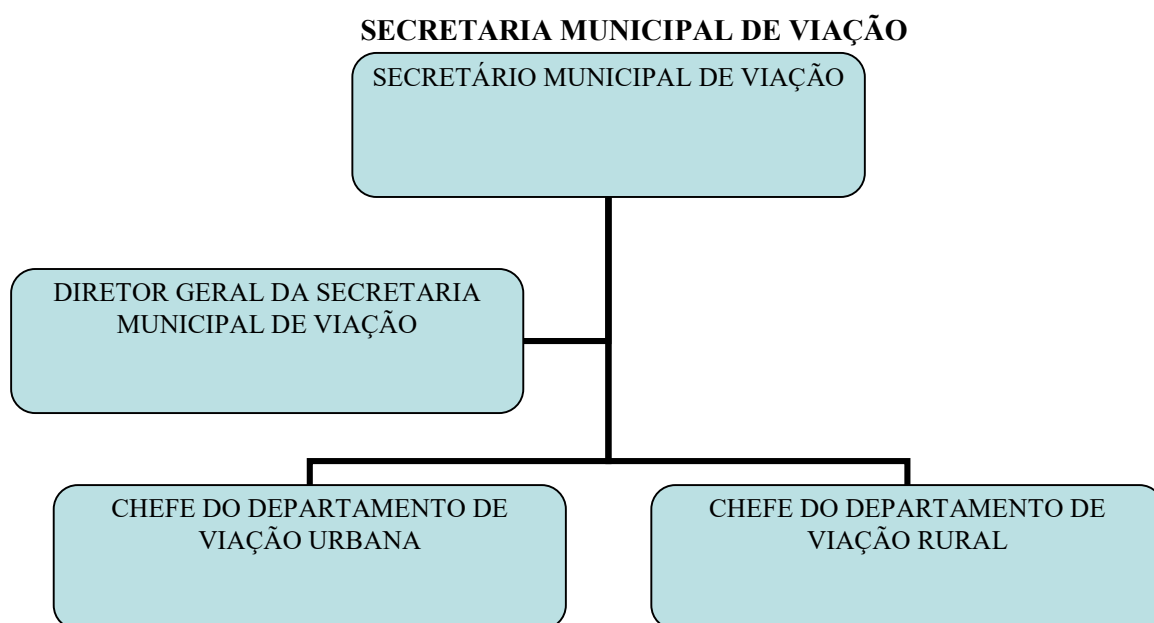 SECRETARIA MUNICIPAL DE VIAÇÃO
SECRETÁRIO MUNICIPAL DE VIAÇÃO
DIRETOR GERAL DA SECRETARIA
MUNICIPAL DE VIAÇÃO
CHEFE DO DEPARTAMENTO DE
VIAÇÃO URBANA
CHEFE DO DEPARTAMENTO DE
VIAÇÃO RURAL